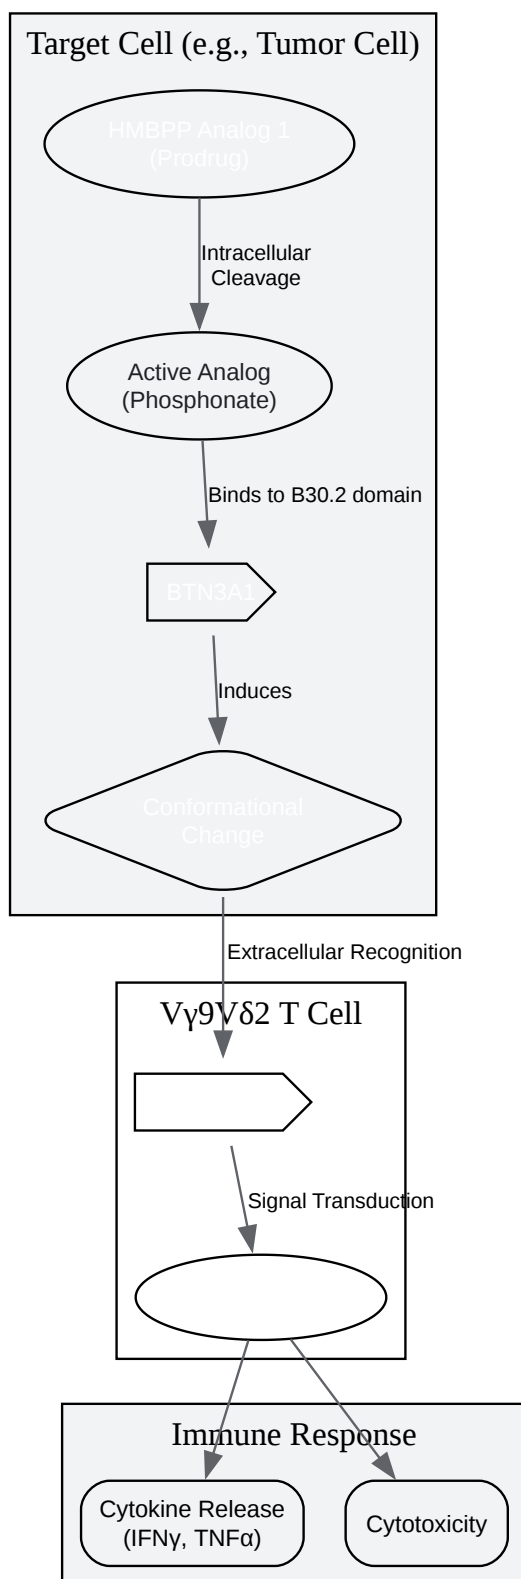 Target Cell (e.g., Tumor Cell)
HMBPP Analog 1
(Prodrug)
Intracellular
Cleavage
Active Analog
(Phosphonate)
Binds to B30.2 domain
BTN3A1
Induces
Conformational
Change
Extracellular Recognition
Vγ9Vδ2 T Cell
Signal Transduction
Immune Response
Cytokine Release
(IFNγ, TNFα)
Cytotoxicity